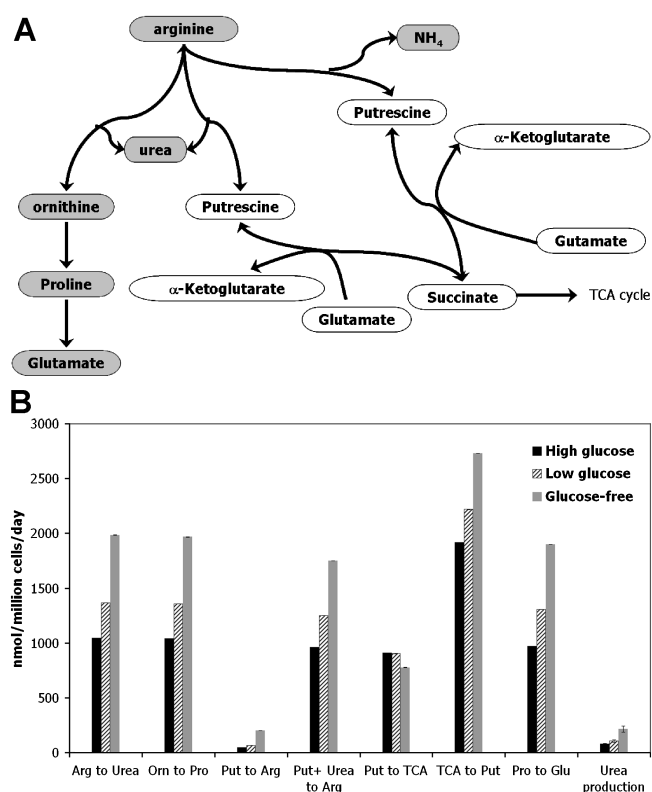 A
arginine
NH4
Putrescine
α-Ketoglutarate
urea
ornithine
Putrescine
Gutamate
Proline
α-Ketoglutarate
Succinate
TCA cycle
Glutamate
Glutamate
B
nmol/million cells/day
3000
2500
2000
1500
1000
500
0
High glucose
Low glucose
Glucose-free
Arg to Urea
Orn to Pro
Put to Arg
Put+ Urea
to Arg
Put to TCA
TCA to Put
Pro to Glu
Urea
production